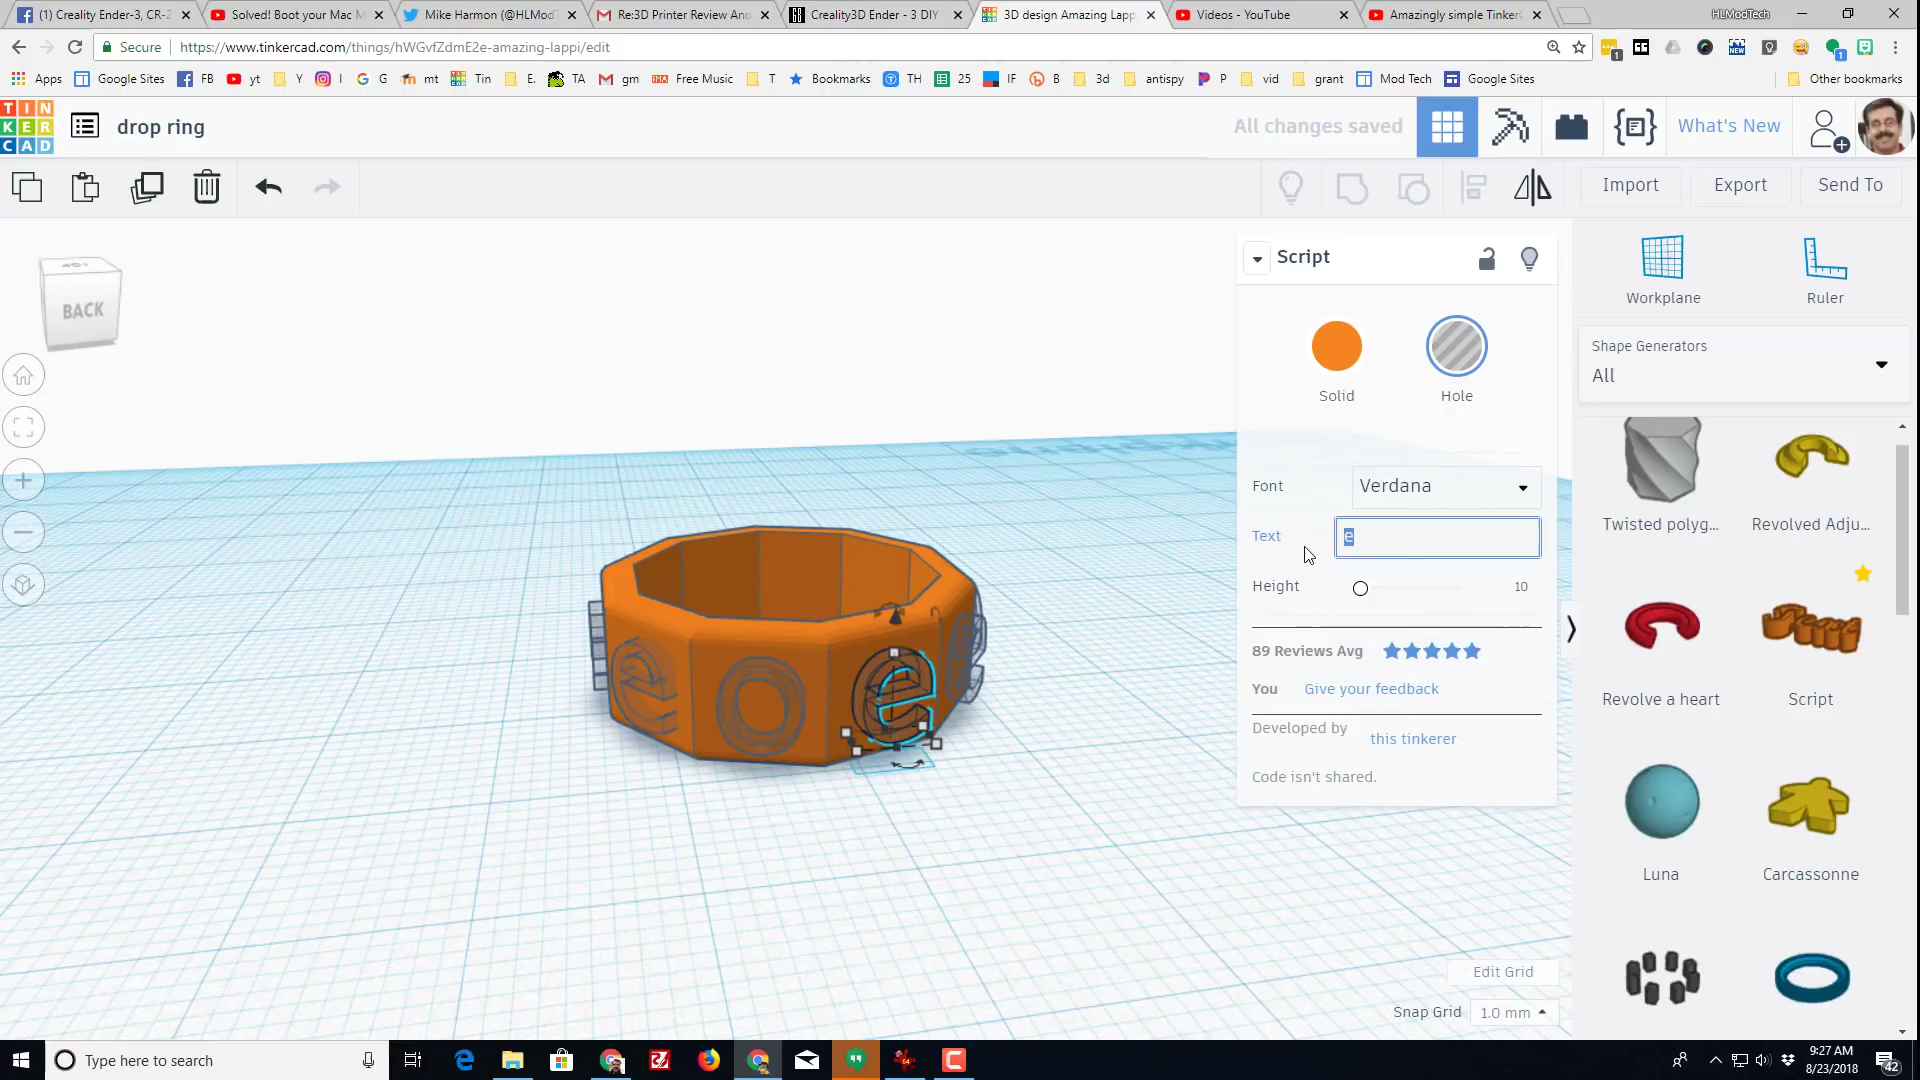 (1) Creality Ender-3, CR-2
Solved! Boot your Mac M
Mike Harmon (@HLModT
Re:3D Printer Review Ano
Creality3D Ender - 3 DIY
3D design Amazing Lapp
Videos - YouTube
Amazingly simple Tinker
HLModTech
Secure
https://www.tinkercad.com/things/hWGvfZdmE2e-amazing-lappi/edit
Apps
Google Sites
FB
yt
Y
I
G
mt
Tin
E.
TA
gm
Free Music
T
Bookmarks
TH
25
IF
B
3d
antispy
P
vid
grant
Mod Tech
Google Sites
Other bookmarks
TIN
KER
CAD
drop ring
All changes saved
What's New
Import
Export
Send To
BACK
Script
Workplane
Ruler
Solid
Hole
Shape Generators
All
Font
Verdana
Text
e
Height
10
89 Reviews Avg
You
Give your feedback
Developed by
this tinkerer
Code isn't shared.
Twisted polyg...
Revolved Adju...
Revolve a heart
Script
Luna
Carcassonne
e o e
Edit Grid
Snap Grid
1.0 mm
Type here to search
9:27 AM
8/23/2018
42